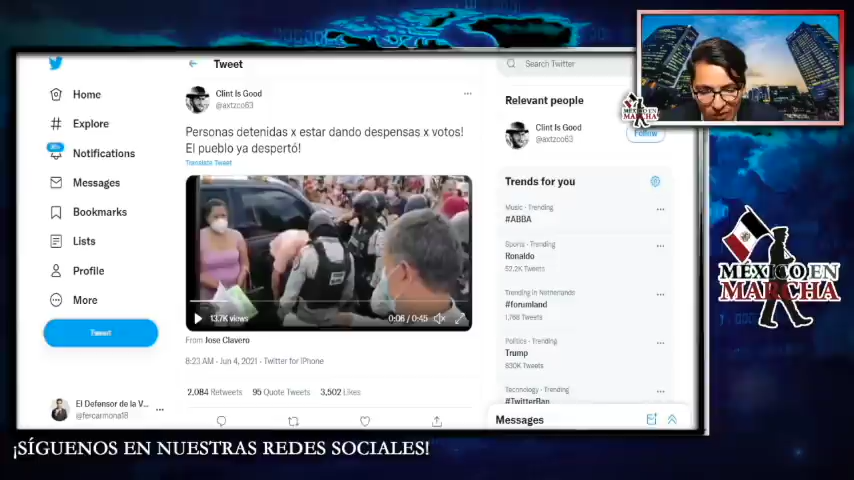 Tweet
Search Twitter
Home
Explore
Notifications
Messages
Bookmarks
Lists
Profile
More
Tweet
El Defensor de la V...
@fercarmona18
Clint Is Good
@axtzco63
Personas detenidas x estar dando despensas x votos!
El pueblo ya despertó!
Translate Tweet
13.7K views
0:06 / 0:45
From Jose Clavero
8:23 AM · Jun 4, 2021 · Twitter for iPhone
2,084 Retweets 95 Quote Tweets 3,502 Likes
Relevant people
Clint Is Good
@axtzco63
Follow
Trends for you
Music · Trending
#ABBA
Sports · Trending
Ronaldo
Trending in Netherlands
#forumland
1,766 Tweets
Politics · Trending
Trump
830K Tweets
Technology · Trending
#TwitterBan
Messages
MÉXICO EN
MARCHA
MÉXICO EN
MARCHA
¡SÍGUENOS EN NUESTRAS REDES SOCIALES!